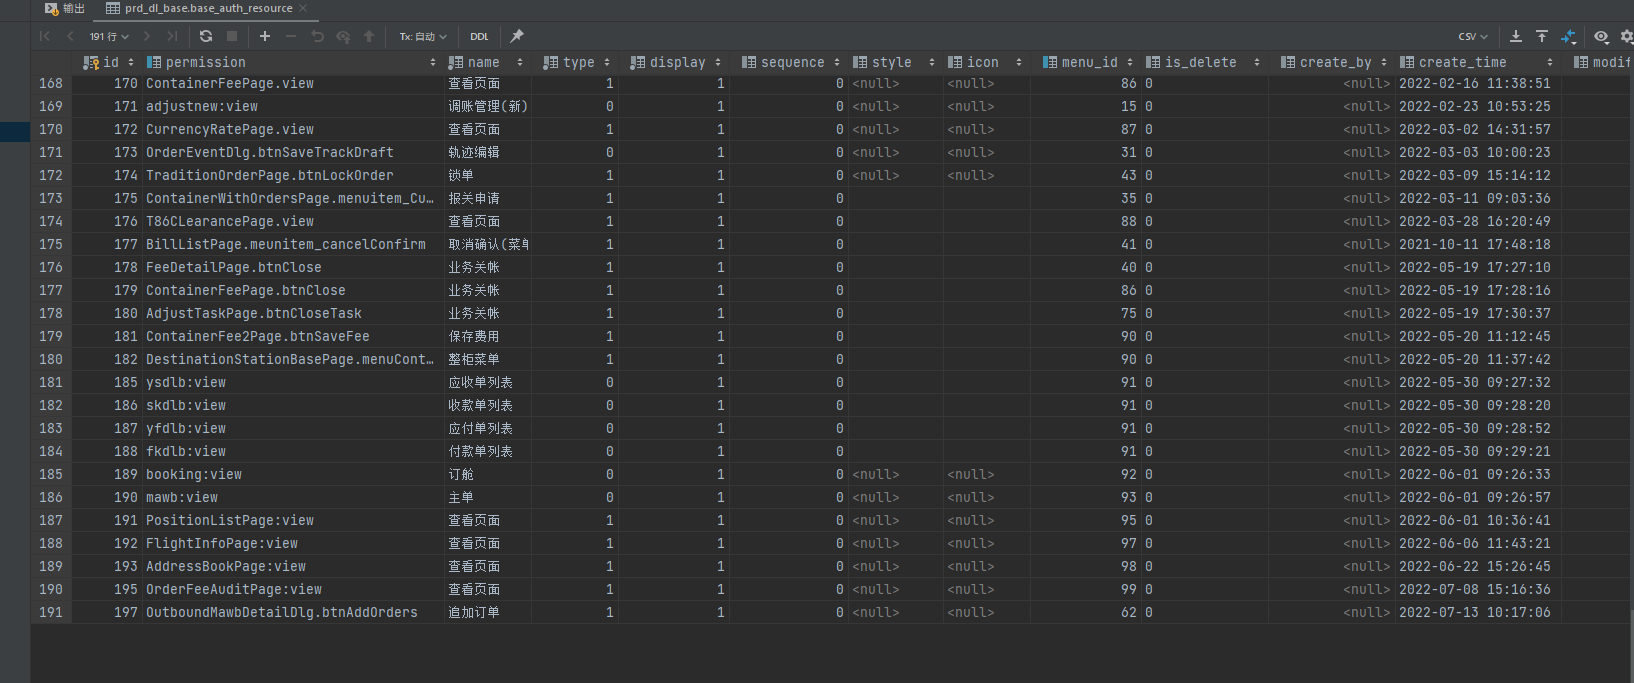 输出 prd_dl_base.base_auth_resource
191 行 Tx: 自动 DDL CSV
id permission name type display sequence style icon menu_id is_delete create_by create_time modif
168 170 ContainerFeePage.view 查看页面 1 1 0 <null> <null> 86 0 <null> 2022-02-16 11:38:51
169 171 adjustnew:view 调账管理(新) 0 1 0 <null> <null> 15 0 <null> 2022-02-23 10:53:25
170 172 CurrencyRatePage.view 查看页面 1 1 0 <null> <null> 87 0 <null> 2022-03-02 14:31:57
171 173 OrderEventDlg.btnSaveTrackDraft 轨迹编辑 0 1 0 <null> <null> 31 0 <null> 2022-03-03 10:00:23
172 174 TraditionOrderPage.btnLockOrder 锁单 1 1 0 <null> <null> 43 0 <null> 2022-03-09 15:14:12
173 175 ContainerWithOrdersPage.menuitem_Cu… 报关申请 1 1 0 35 0 <null> 2022-03-11 09:03:36
174 176 T86CLearancePage.view 查看页面 1 1 0 88 0 <null> 2022-03-28 16:20:49
175 177 BillListPage.meunitem_cancelConfirm 取消确认(菜单 1 1 0 41 0 <null> 2021-10-11 17:48:18
176 178 FeeDetailPage.btnClose 业务关帐 1 1 0 40 0 <null> 2022-05-19 17:27:10
177 179 ContainerFeePage.btnClose 业务关帐 1 1 0 86 0 <null> 2022-05-19 17:28:16
178 180 AdjustTaskPage.btnCloseTask 业务关帐 1 1 0 75 0 <null> 2022-05-19 17:30:37
179 181 ContainerFee2Page.btnSaveFee 保存费用 1 1 0 90 0 <null> 2022-05-20 11:12:45
180 182 DestinationStationBasePage.menuCont… 整柜菜单 1 1 0 90 0 <null> 2022-05-20 11:37:42
181 185 ysdlb:view 应收单列表 0 1 0 91 0 <null> 2022-05-30 09:27:32
182 186 skdlb:view 收款单列表 0 1 0 91 0 <null> 2022-05-30 09:28:20
183 187 yfdlb:view 应付单列表 0 1 0 91 0 <null> 2022-05-30 09:28:52
184 188 fkdlb:view 付款单列表 0 1 0 91 0 <null> 2022-05-30 09:29:21
185 189 booking:view 订舱 0 1 0 <null> <null> 92 0 <null> 2022-06-01 09:26:33
186 190 mawb:view 主单 0 1 0 <null> <null> 93 0 <null> 2022-06-01 09:26:57
187 191 PositionListPage:view 查看页面 1 1 0 <null> <null> 95 0 <null> 2022-06-01 10:36:41
188 192 FlightInfoPage:view 查看页面 1 1 0 <null> <null> 97 0 <null> 2022-06-06 11:43:21
189 193 AddressBookPage:view 查看页面 1 1 0 <null> <null> 98 0 <null> 2022-06-22 15:26:45
190 195 OrderFeeAuditPage:view 查看页面 1 1 0 <null> <null> 99 0 <null> 2022-07-08 15:16:36
191 197 OutboundMawbDetailDlg.btnAddOrders 追加订单 1 1 0 <null> <null> 62 0 <null> 2022-07-13 10:17:06